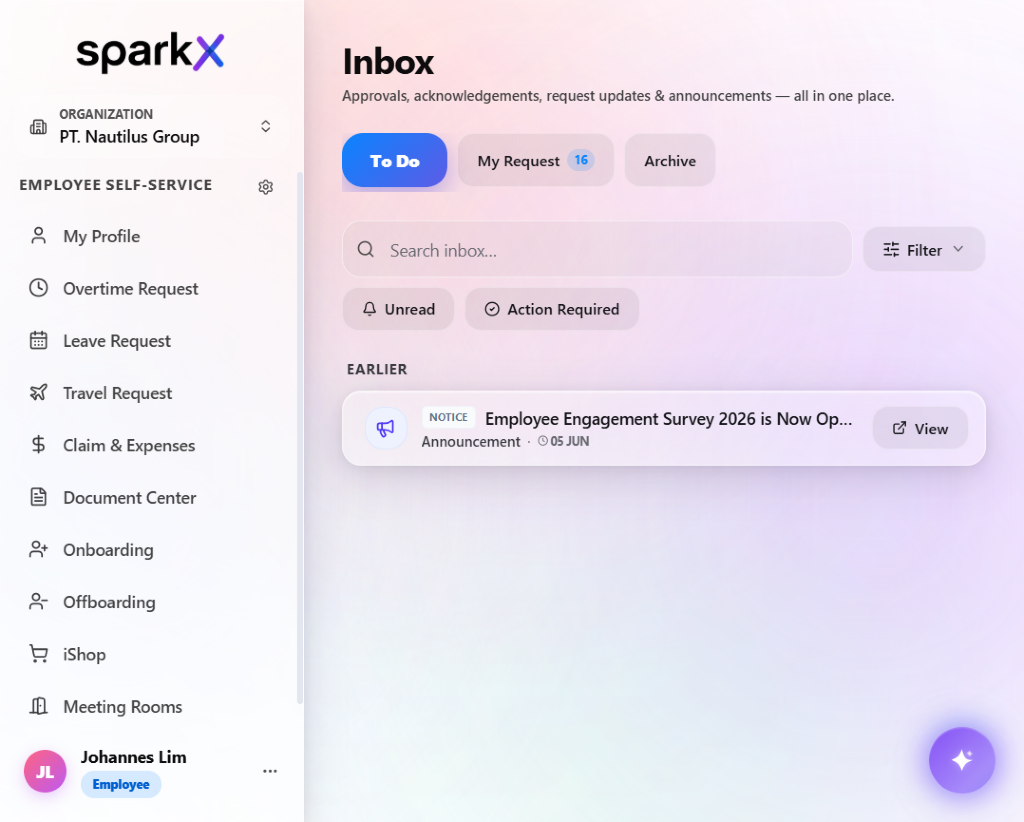 sparkX
ORGANIZATION
PT. Nautilus Group
EMPLOYEE SELF-SERVICE
My Profile
Overtime Request
Leave Request
Travel Request
Claim & Expenses
Document Center
Onboarding
Offboarding
iShop
Meeting Rooms
JL
Johannes Lim
Employee
Inbox
Approvals, acknowledgements, request updates & announcements — all in one place.
To Do
My Request 16
Archive
Search inbox...
Filter
Unread
Action Required
EARLIER
NOTICE Employee Engagement Survey 2026 is Now Op...
Announcement · 05 JUN
View